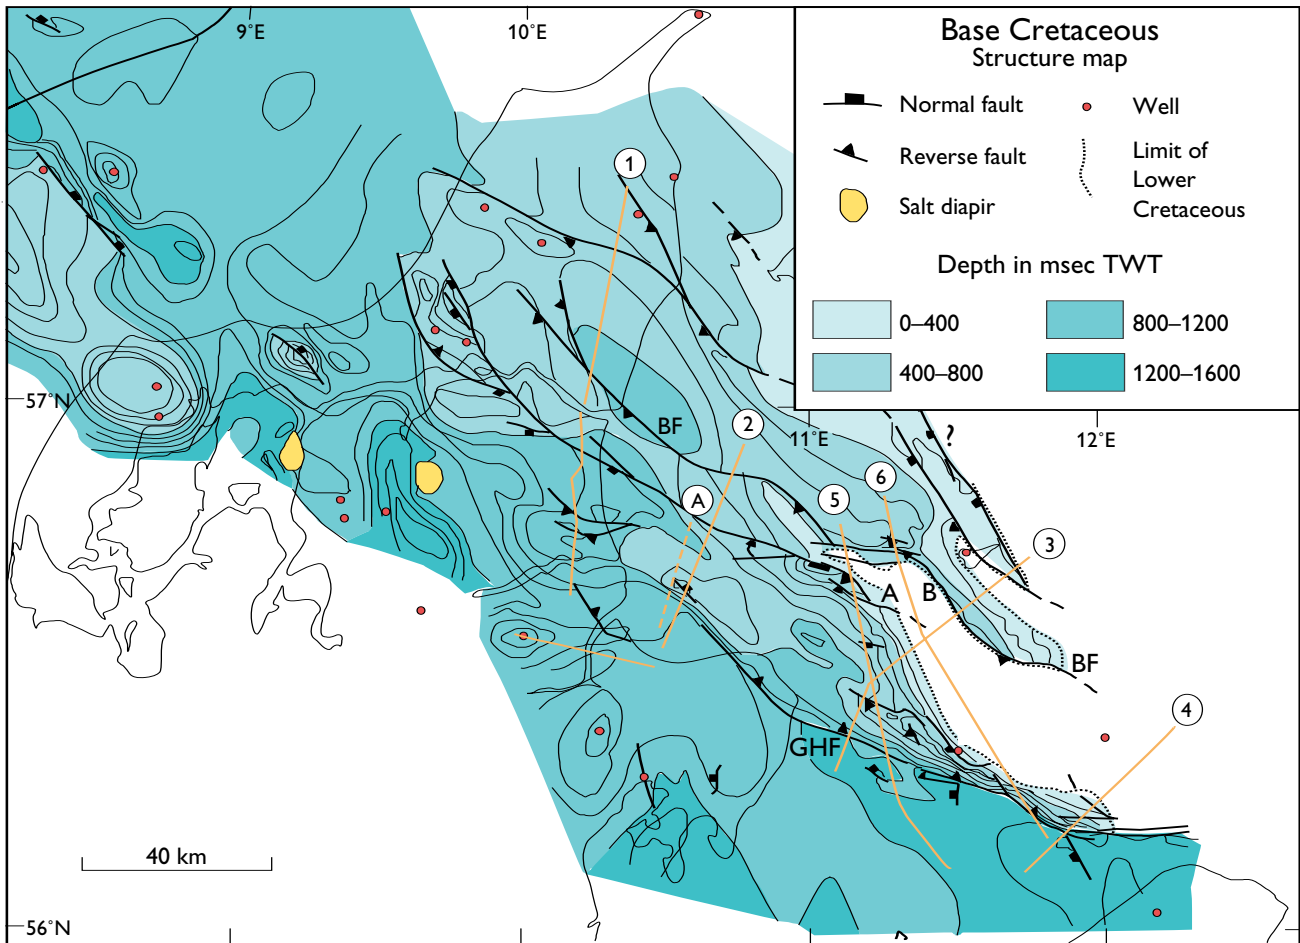 9°E
10°E
Base Cretaceous
Structure map
Normal fault
Well
Reverse fault
Limit of
Lower
Cretaceous
Salt diapir
Depth in msec TWT
0–400
800–1200
400–800
1200–1600
1
57°N
BF
2
11°E
?
12°E
6
A
5
3
A
B
BF
4
GHF
40 km
56°N